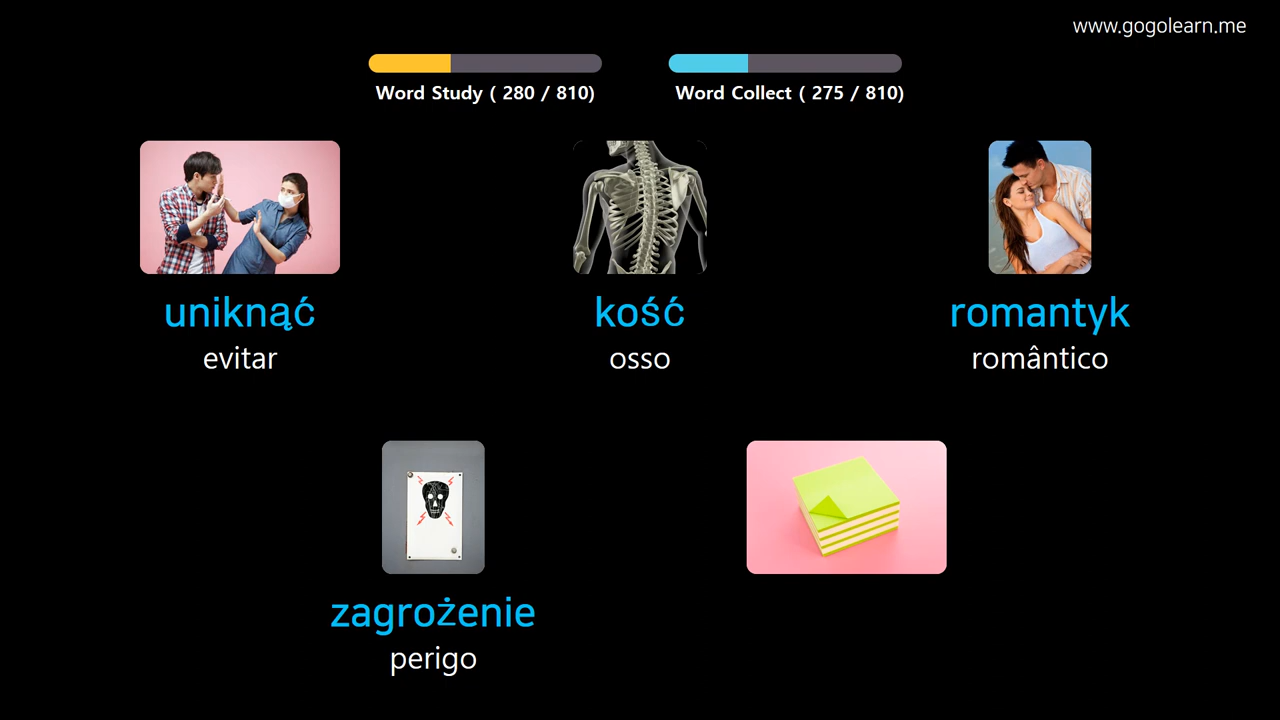 www.gogolearn.me
Word Study ( 280 / 810)
Word Collect ( 275 / 810)
uniknąć
evitar
kość
osso
romantyk
romântico
zagrożenie
perigo